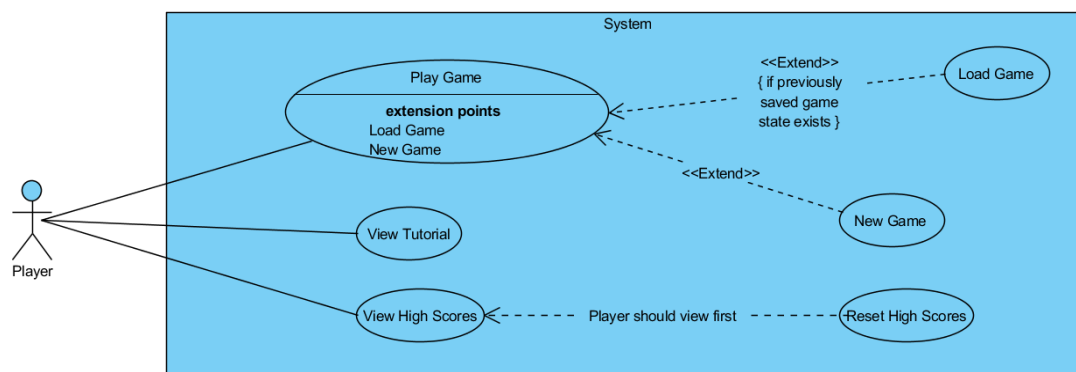 System
Play Game
extension points
Load Game
New Game
<<Extend>>
{ if previously
saved game
state exists }
Load Game
<<Extend>>
New Game
View Tutorial
Player
View High Scores
Player should view first
Reset High Scores